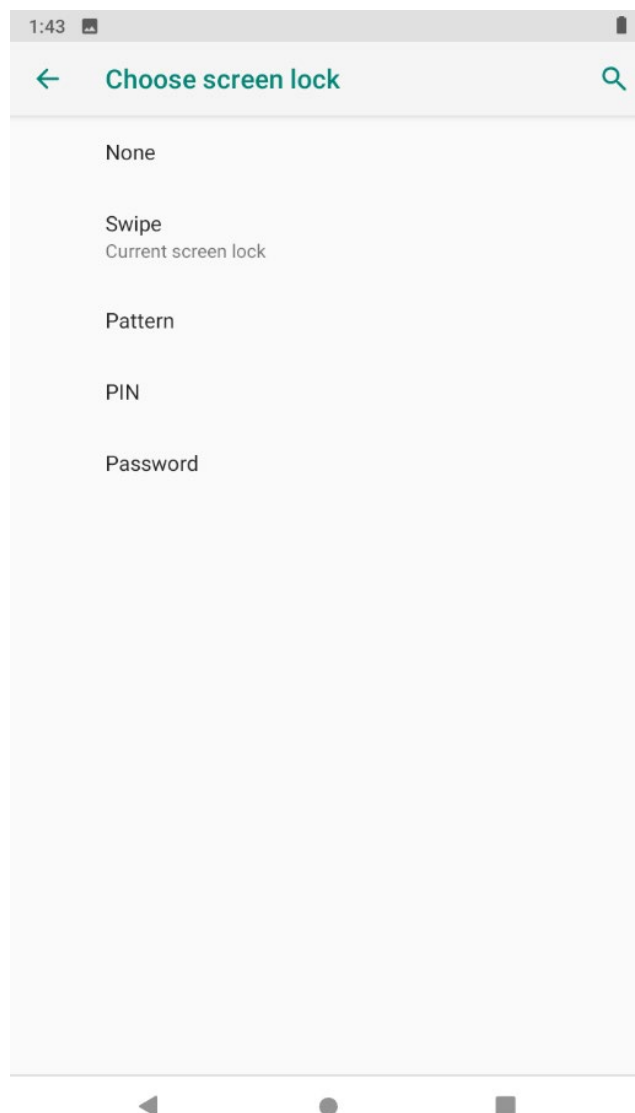 1:43
Choose screen lock
None
Swipe
Current screen lock
Pattern
PIN
Password